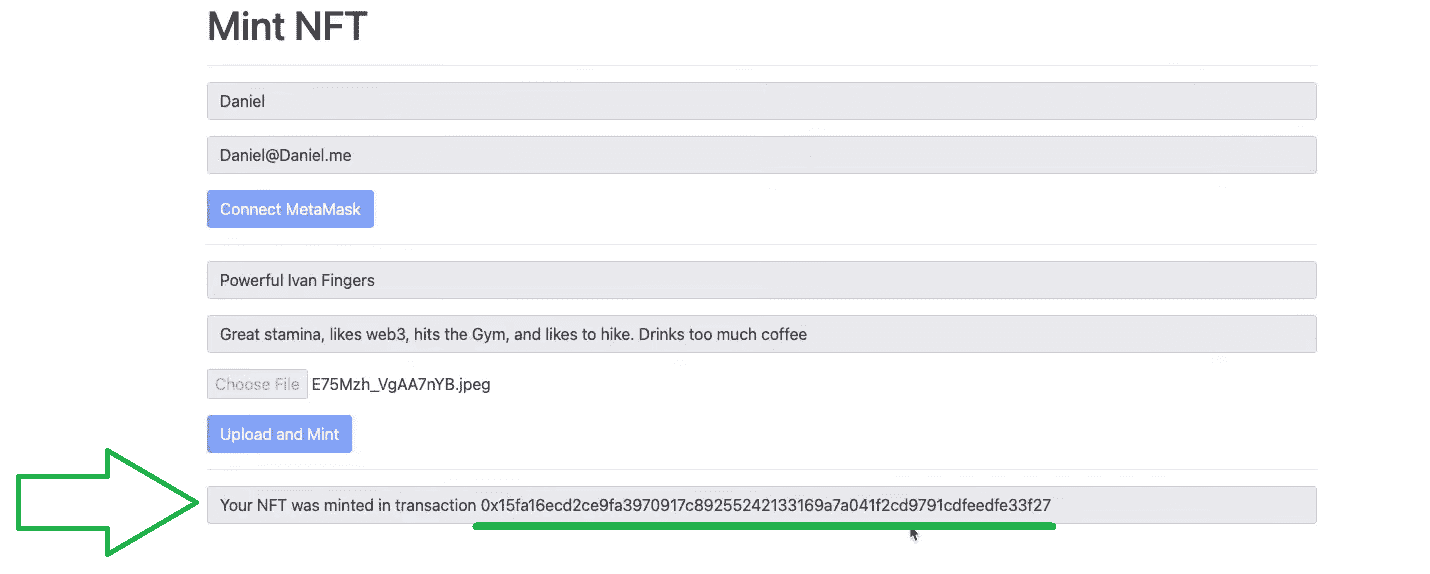 Mint NFT
Daniel
Daniel@Daniel.me
Connect MetaMask
Powerful Ivan Fingers
Great stamina, likes web3, hits the Gym, and likes to hike. Drinks too much coffee
Choose File E75Mzh_VgAA7nYB.jpeg
Upload and Mint
Your NFT was minted in transaction 0x15fa16ecd2ce9fa3970917c89255242133169a7a041f2cd9791cdfeedfe33f27